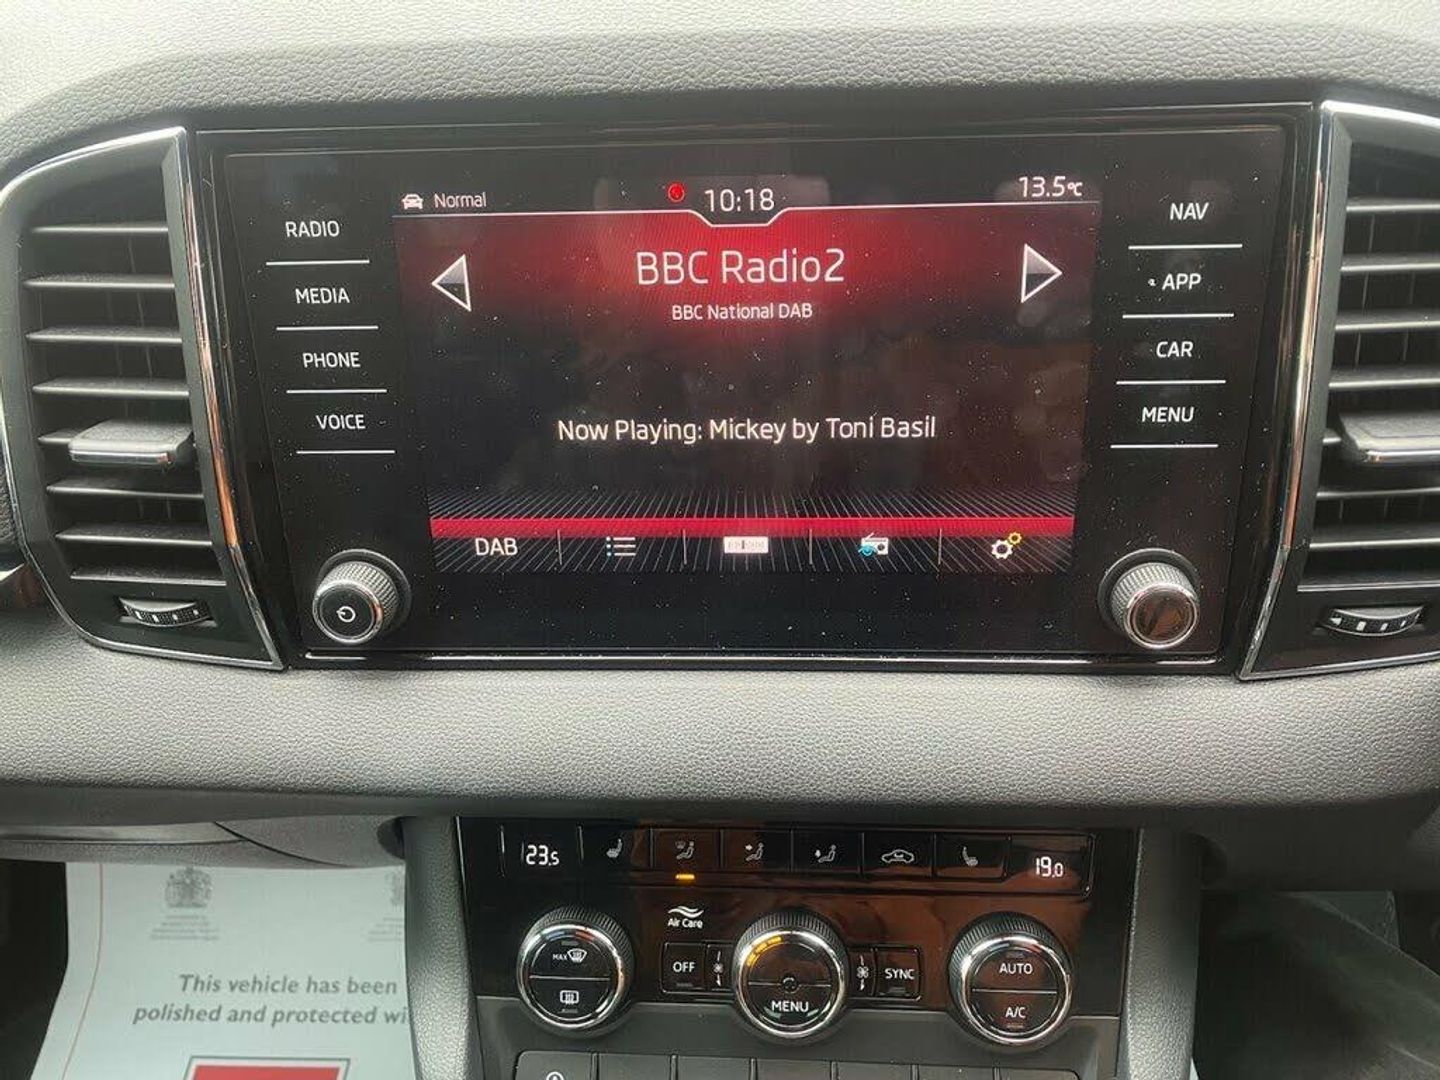 Normal
10:18
13.5°C
RADIO
BBC Radio2
NAV
MEDIA
BBC National DAB
APP
PHONE
CAR
VOICE
Now Playing: Mickey by Toni Basil
MENU
DAB
23.5
19.0
Air Care
MAX
OFF
SYNC
AUTO
MENU
A/C
This vehicle has been
polished and protected wi